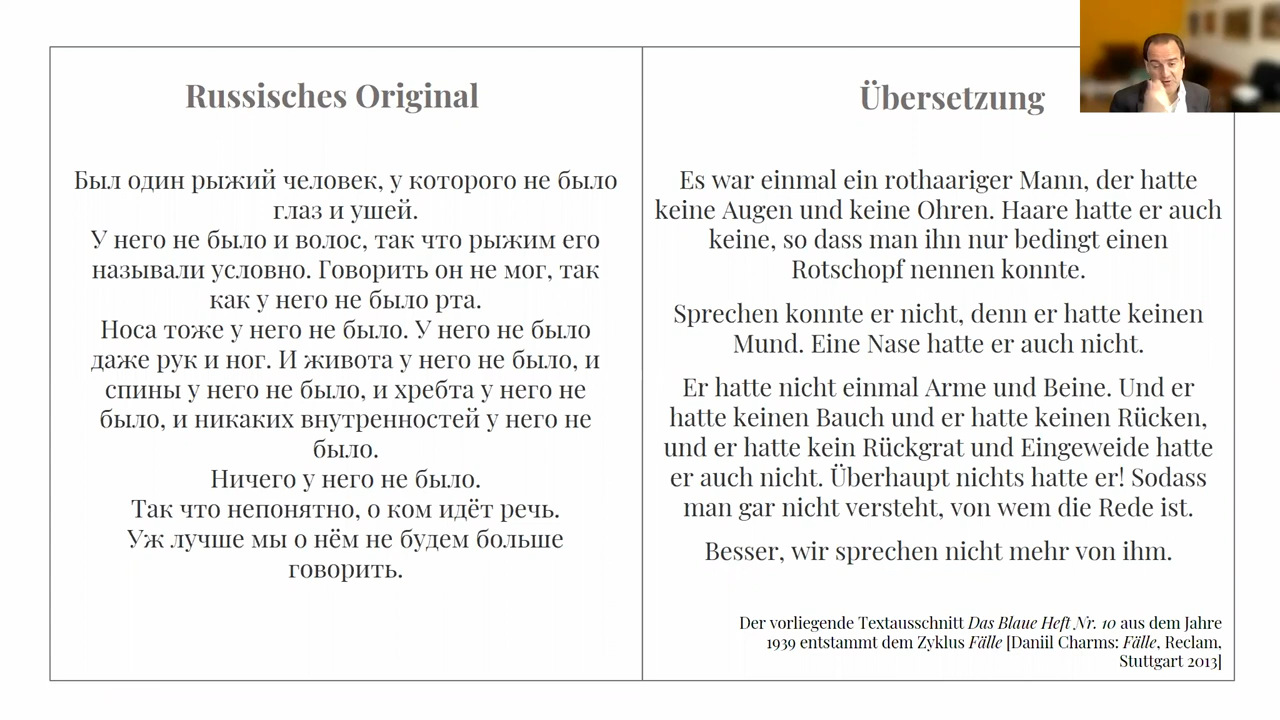 Russisches Original
Был один рыжий человек, у которого не было
глаз и ушей.
У него не было и волос, так что рыжим его
называли условно. Говорить он не мог, так
как у него не было рта.
Носа тоже у него не было. У него не было
даже рук и ног. И живота у него не было, и
спины у него не было, и хребта у него не
было, и никаких внутренностей у него не
было.
Ничего у него не было.
Так что непонятно, о ком идёт речь.
Уж лучше мы о нём не будем больше
говорить.
Übersetzung
Es war einmal ein rothaariger Mann, der hatte
keine Augen und keine Ohren. Haare hatte er auch
keine, so dass man ihn nur bedingt einen
Rotschopf nennen konnte.
Sprechen konnte er nicht, denn er hatte keinen
Mund. Eine Nase hatte er auch nicht.
Er hatte nicht einmal Arme und Beine. Und er
hatte keinen Bauch und er hatte keinen Rücken,
und er hatte kein Rückgrat und Eingeweide hatte
er auch nicht. Überhaupt nichts hatte er! Sodass
man gar nicht versteht, von wem die Rede ist.
Besser, wir sprechen nicht mehr von ihm.
Der vorliegende Textausschnitt Das Blaue Heft Nr. 10 aus dem Jahre
1939 entstammt dem Zyklus Fälle [Daniil Charms: Fälle, Reclam,
Stuttgart 2013]